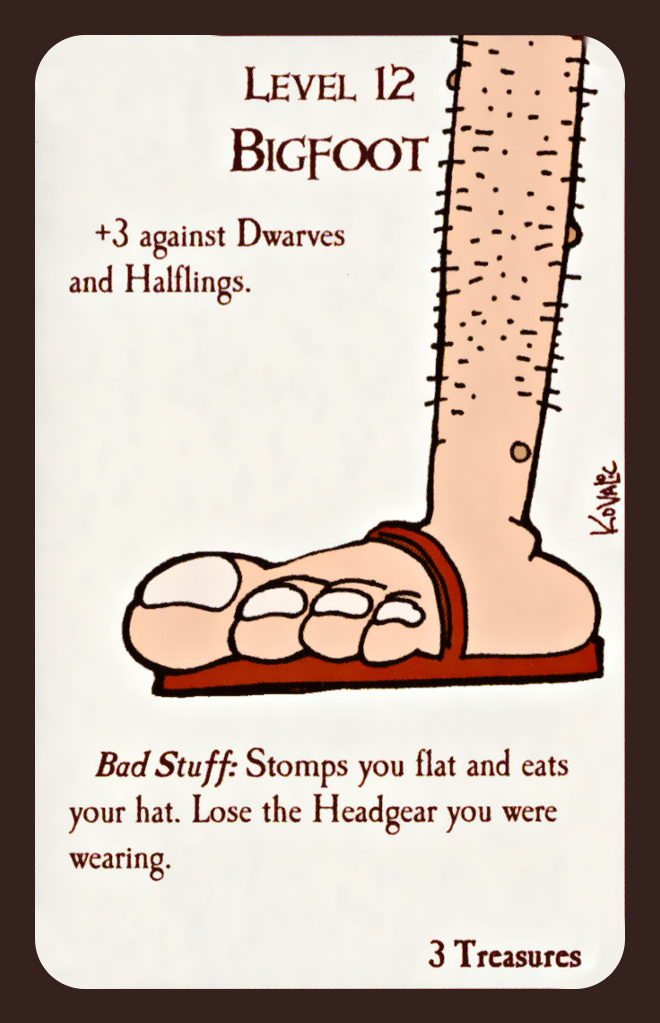 Level 12
Bigfoot
+3 against Dwarves
and Halflings.
Kovalic
Bad Stuff: Stomps you flat and eats
your hat. Lose the Headgear you were
wearing.
3 Treasures